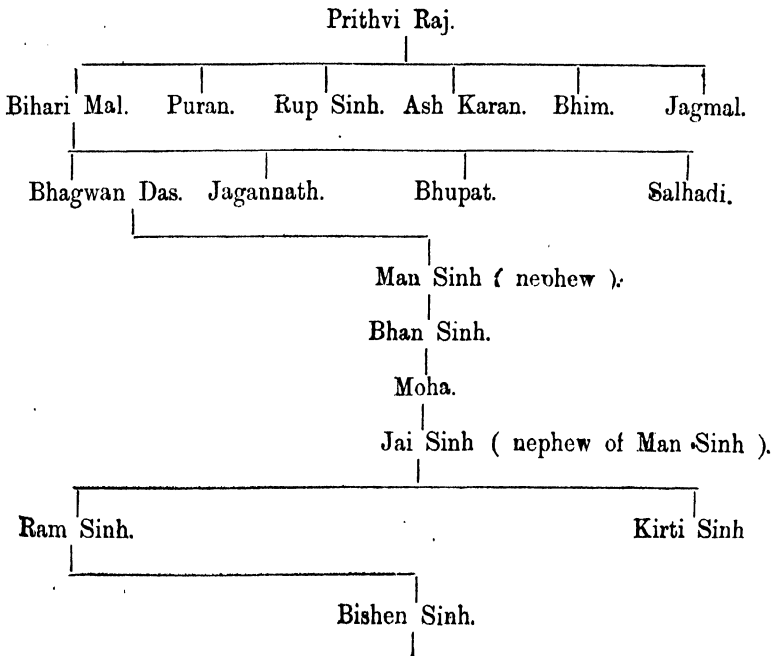 Prithvi Raj.
Bihari Mal. Puran. Rup Sinh. Ash Karan. Bhim. Jagmal.
Bhagwan Das. Jagannath. Bhupat. Salhadi.
Man Sinh ( nephew ).
Bhan Sinh.
Moha.
Jai Sinh ( nephew of Man Sinh ).
Ram Sinh. Kirti Sinh
Bishen Sinh.